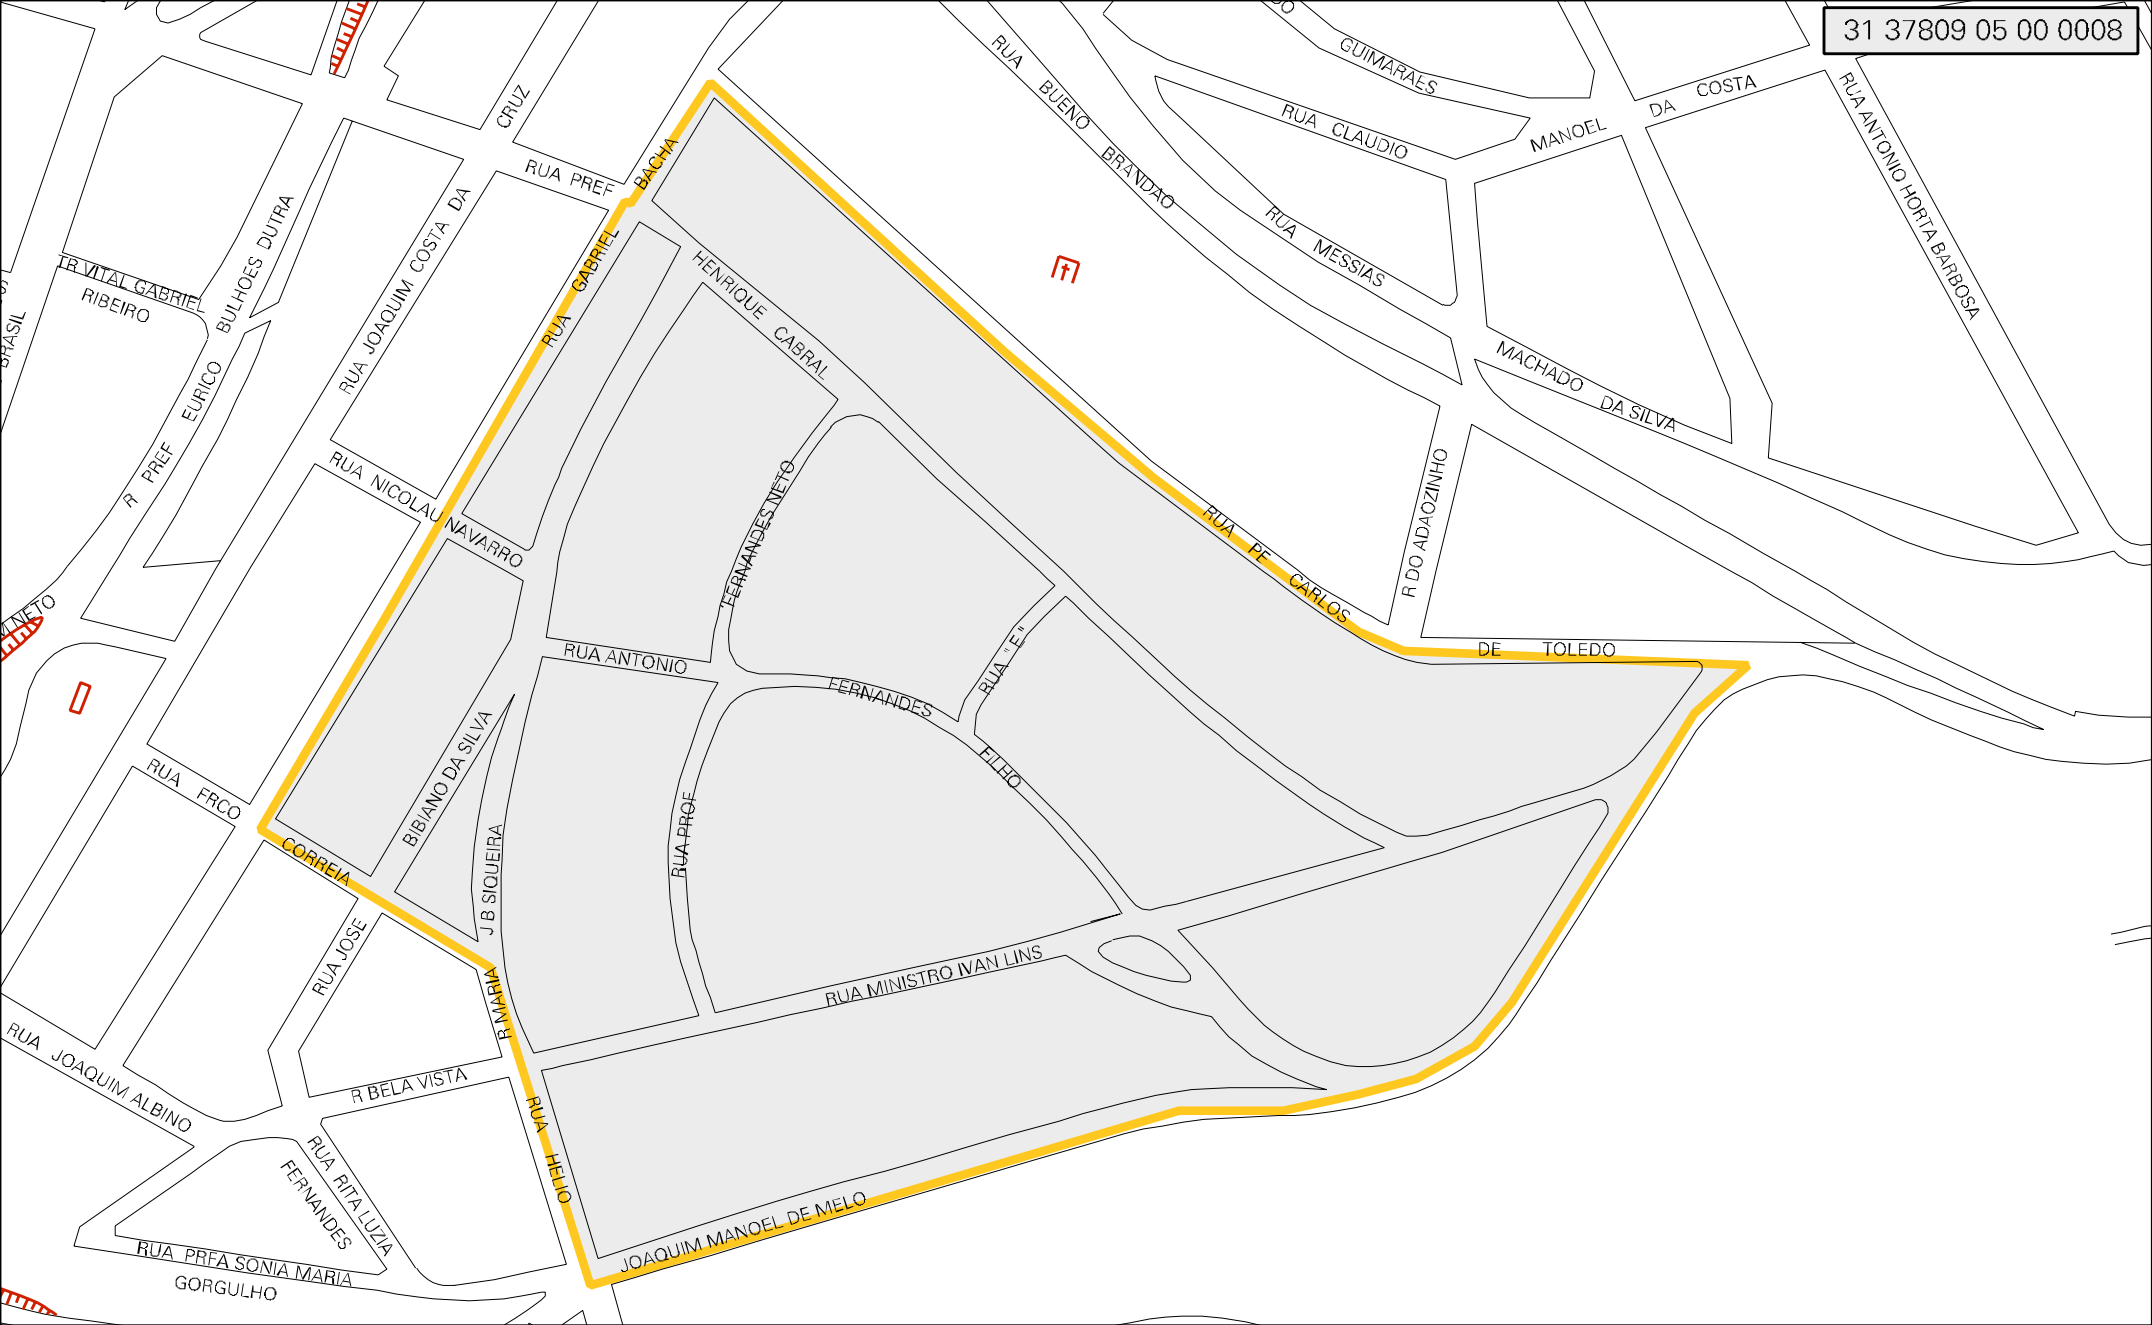 31 37809 05 00 0008
GUIMARAES
RUA BUENO BRANDAO
RUA CLAUDIO
MANOEL DA COSTA
RUA ANTONIO HORTA BARBOSA
RUA MESSIAS
MACHADO DA SILVA
CRUZ
RUA PREF
RUA GABRIEL BACHA
RUA JOAQUIM COSTA DA
R PREF EURICO BULHOES DUTRA
TR VITAL GABRIEL
RIBEIRO
BRASIL
HENRIQUE CABRAL
RUA NICOLAU NAVARRO
FERNANDES NETO
RUA PE CARLOS
DE TOLEDO
R DO ADAOZINHO
M NETO
RUA ANTONIO
FERNANDES
FILHO
RUA "E"
BIBIANO DA SILVA
J B SIQUEIRA
RUA PROF
RUA FRCO
CORREIA
RUA JOSE
R MARIA
RUA MINISTRO IVAN LINS
RUA JOAQUIM ALBINO
R BELA VISTA
RUA HELIO
RUA RITA LUZIA
FERNANDES
JOAQUIM MANOEL DE MELO
RUA PRFA SONIA MARIA
GORGULHO